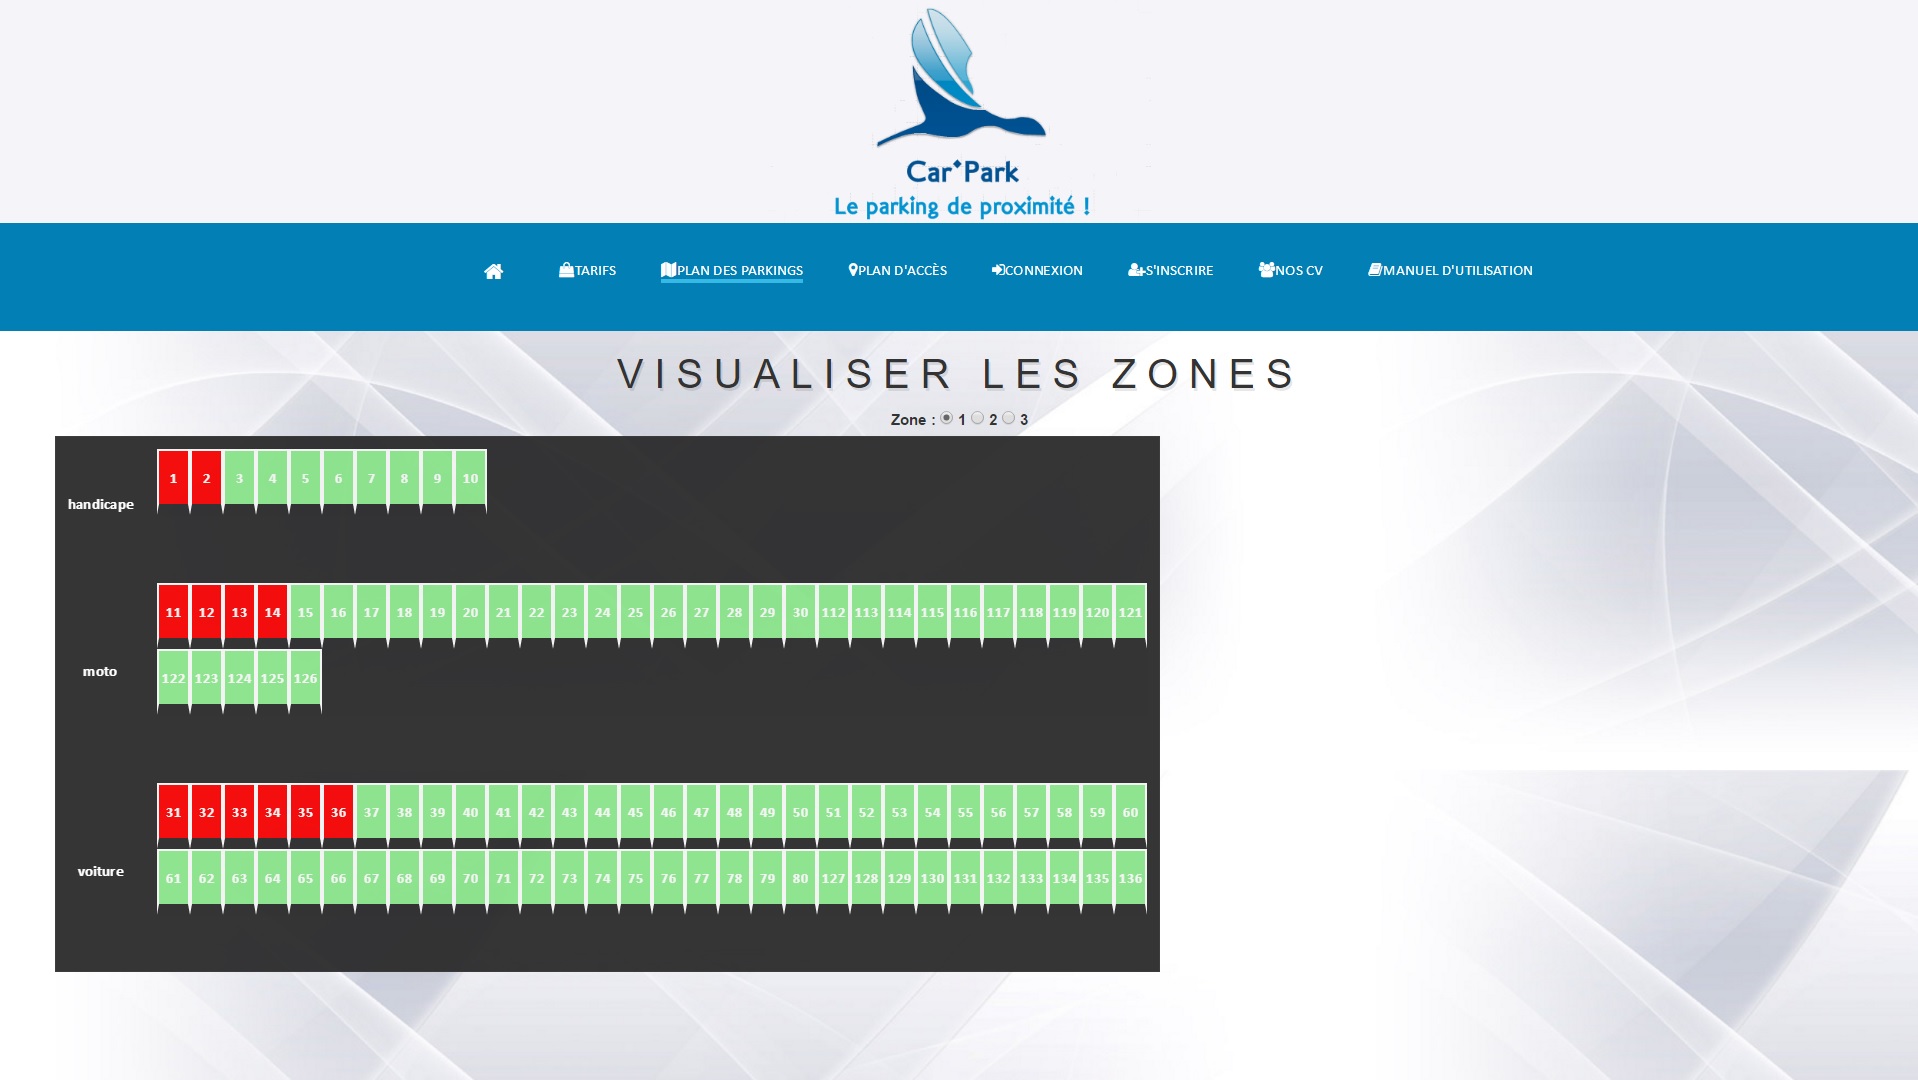 Car Park
Le parking de proximité !
TARIFS PLAN DES PARKINGS PLAN D'ACCÈS CONNEXION S'INSCRIRE NOS CV MANUEL D'UTILISATION
VISUALISER LES ZONES
Zone : 1 2 3
handicape
1 2 3 4 5 6 7 8 9 10
moto
11 12 13 14 15 16 17 18 19 20 21 22 23 24 25 26 27 28 29 30 112 113 114 115 116 117 118 119 120 121
122 123 124 125 126
voiture
31 32 33 34 35 36 37 38 39 40 41 42 43 44 45 46 47 48 49 50 51 52 53 54 55 56 57 58 59 60
61 62 63 64 65 66 67 68 69 70 71 72 73 74 75 76 77 78 79 80 127 128 129 130 131 132 133 134 135 136